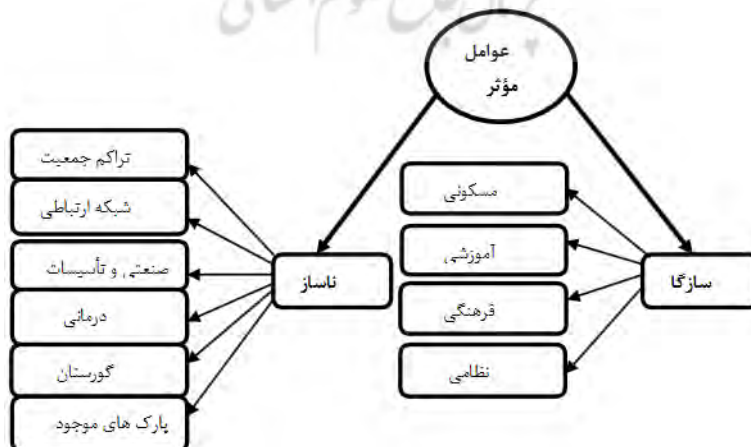 عوامل
مؤثر
سازگا
مسکونی
آموزشی
فرهنگی
نظامی
ناساز
تراکم جمعیت
شبکه ارتباطی
صنعتی و تأسیسات
درمانی
گورستان
پارک های موجود